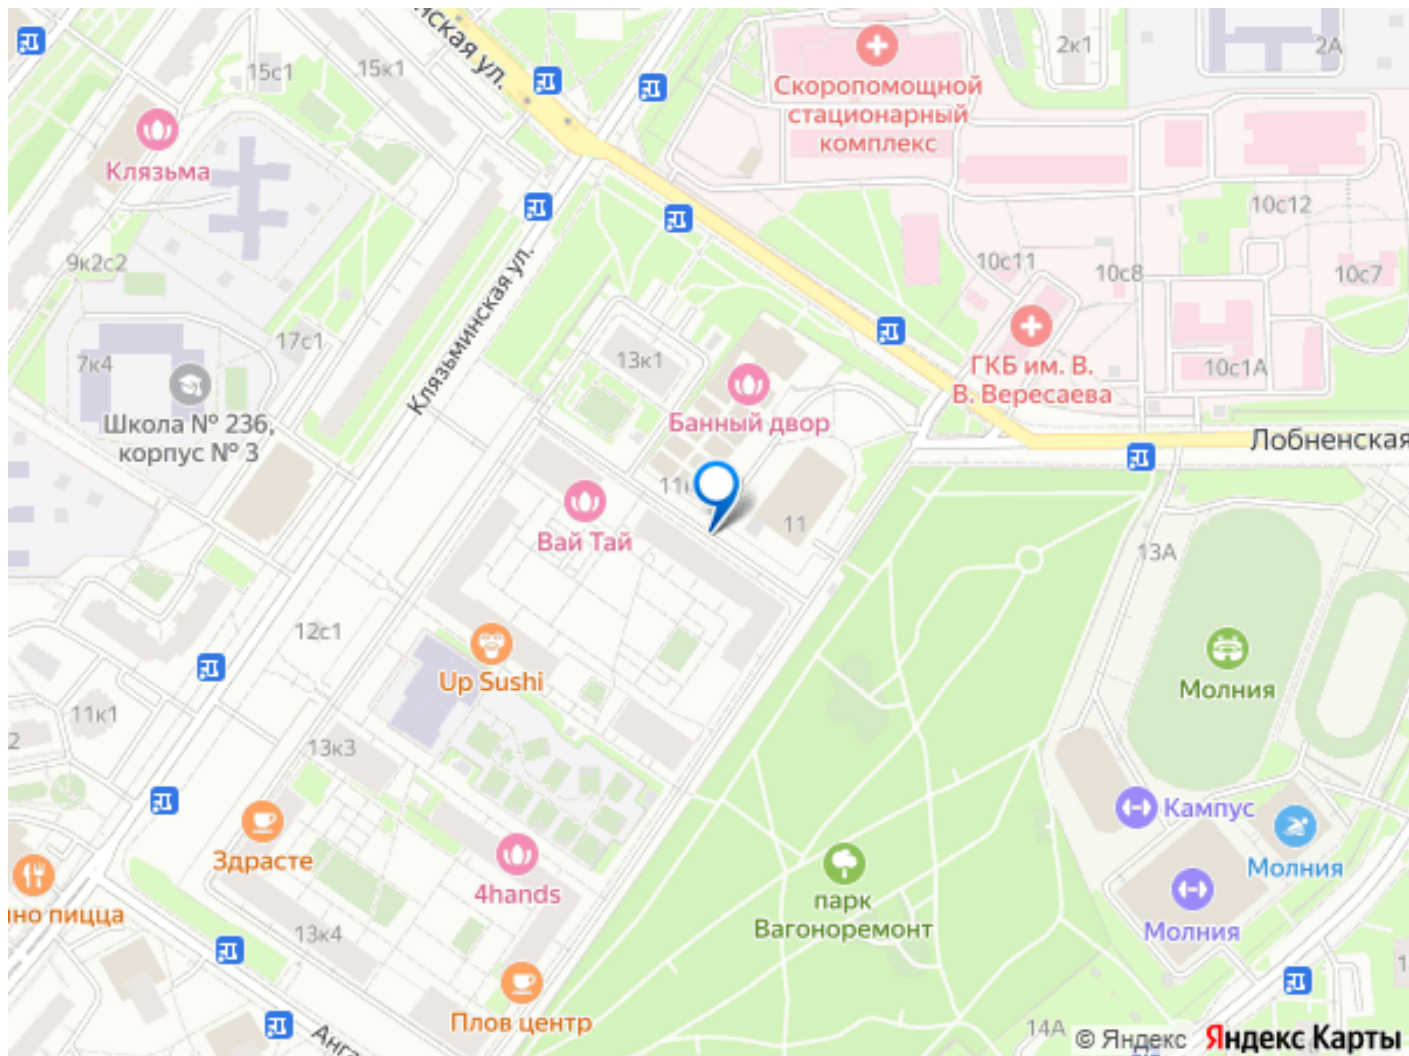 нская ул.
2к1
2А
15с1
15к1
Скоропомощной
стационарный
комплекс
Клязьма
10с12
9к2с2
Клязьминская ул.
10с11
10с8
10с7
17с1
7к4
13к1
ГКБ им. В.
В. Вересаева
10с1А
Школа № 236,
корпус № 3
Банный двор
Лобненская
11
Вай Тай
13А
12с1
Up Sushi
Молния
11к1
2
13к3
Кампус
Здрасте
4hands
Молния
но пицца
парк
Вагоноремонт
Молния
13к4
Плов центр
Анга
14А
© Яндекс Яндекс Карты